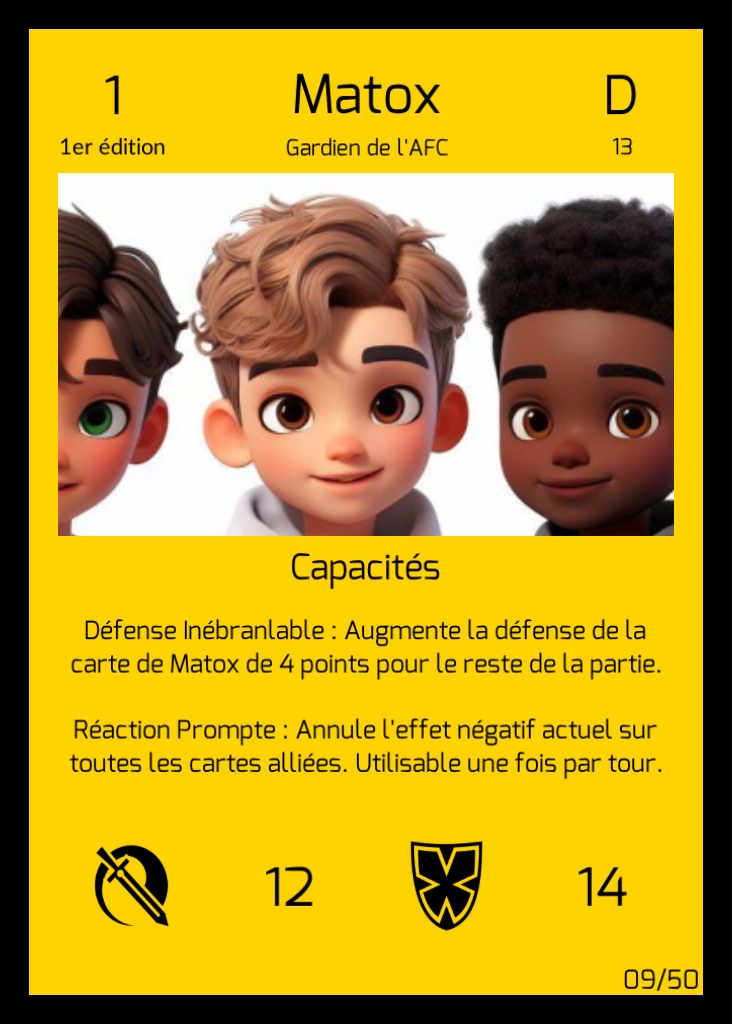 1 Matox D
1er édition Gardien de l'AFC 13
Capacités
Défense Inébranlable : Augmente la défense de la
carte de Matox de 4 points pour le reste de la partie.
Réaction Prompte : Annule l'effet négatif actuel sur
toutes les cartes alliées. Utilisable une fois par tour.
12 14
09/50